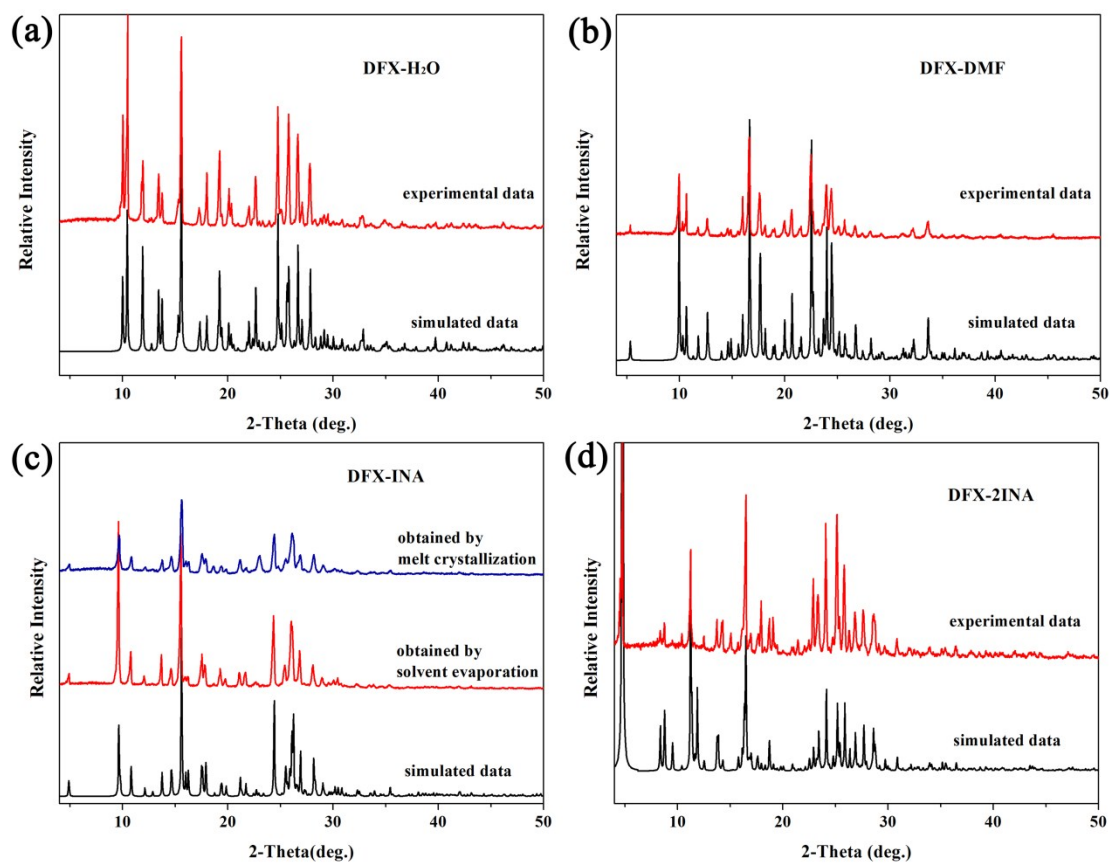 (a)
DFX-H₂O
experimental data
simulated data
Relative Intensity
10 20 30 40 50
2-Theta (deg.)
(b)
DFX-DMF
experimental data
simulated data
Relative Intensity
10 20 30 40 50
2-Theta (deg.)
(c)
DFX-INA
obtained by
melt crystallization
obtained by
solvent evaporation
simulated data
Relative Intensity
10 20 30 40 50
2-Theta(deg.)
(d)
DFX-2INA
experimental data
simulated data
Relative Intensity
10 20 30 40 50
2-Theta (deg.)